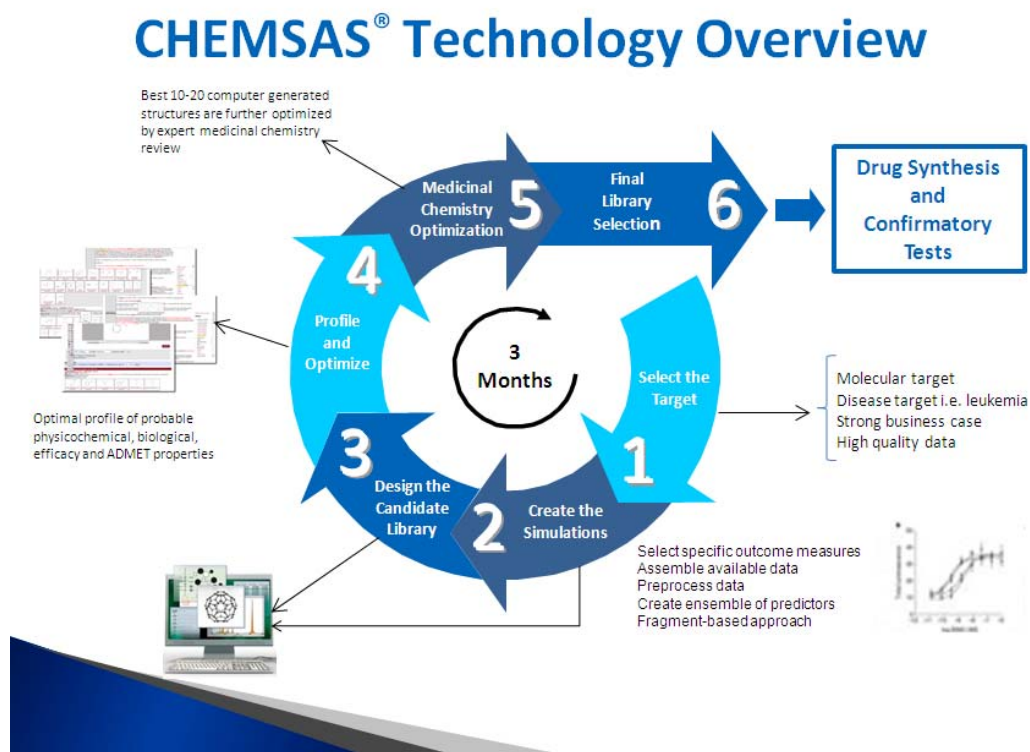 CHEMSAS® Technology Overview
Best 10-20 computer generated
structures are further optimized
by expert medicinal chemistry
review
Medicinal
Chemistry
Optimization
5
Final
Library
Selection
6
Drug Synthesis
and
Confirmatory
Tests
4
Profile
and
Optimize
3
Months
Select the
Target
1
Molecular target
Disease target i.e. leukemia
Strong business case
High quality data
Optimal profile of probable
physicochemical, biological,
efficacy and ADMET properties
3
Design the
Candidate
Library
2
Create the
Simulations
Select specific outcome measures
Assemble available data
Preprocess data
Create ensemble of predictors
Fragment-based approach